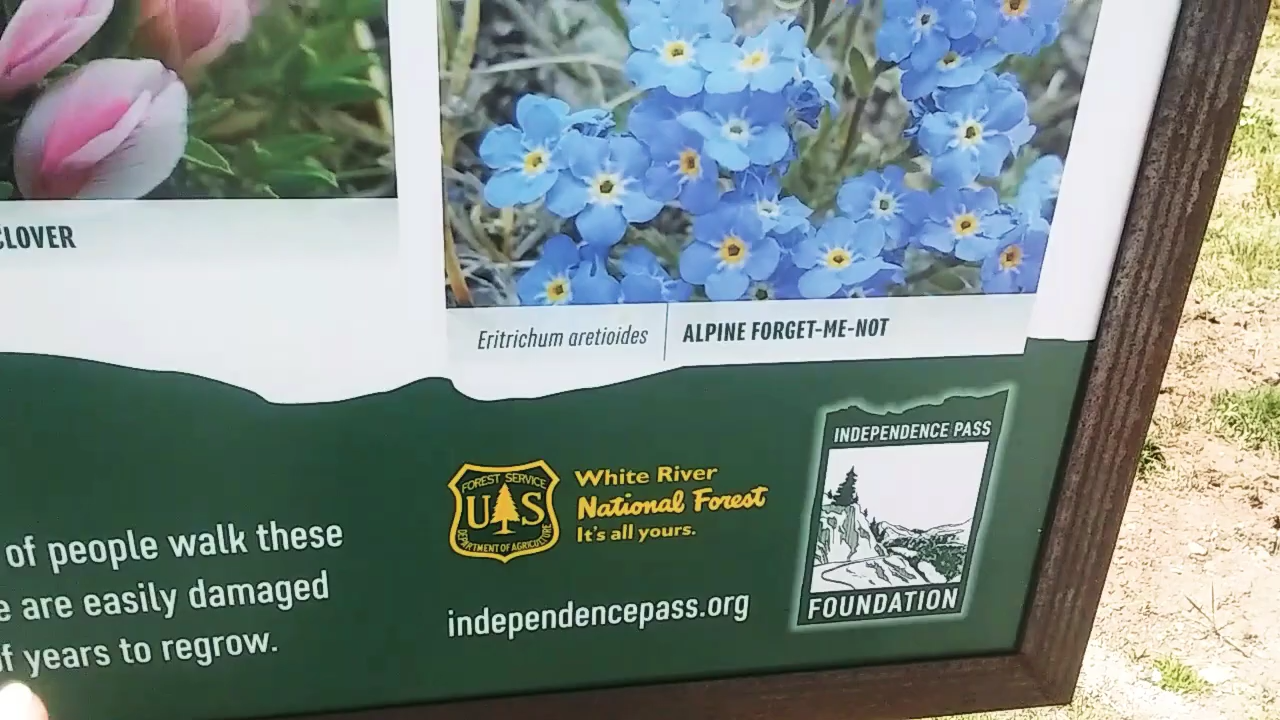 CLOVER
Eritrichum aretioides | ALPINE FORGET-ME-NOT
of people walk these
are easily damaged
of years to regrow.
FOREST SERVICE
U S
DEPARTMENT OF AGRICULTURE
White River
National Forest
It's all yours.
independencepass.org
INDEPENDENCE PASS
FOUNDATION